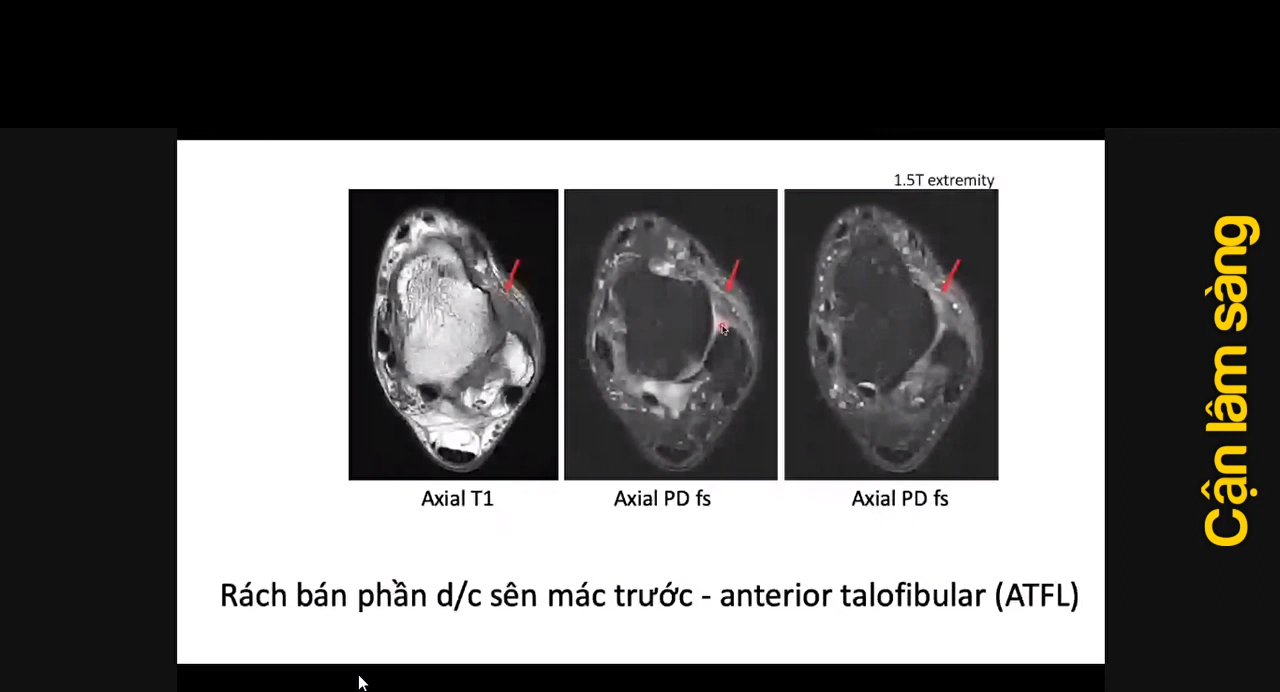 1.5T extremity
Axial T1
Axial PD fs
Axial PD fs
Rách bán phần d/c sên mác trước - anterior talofibular (ATFL)
Cận lâm sàng